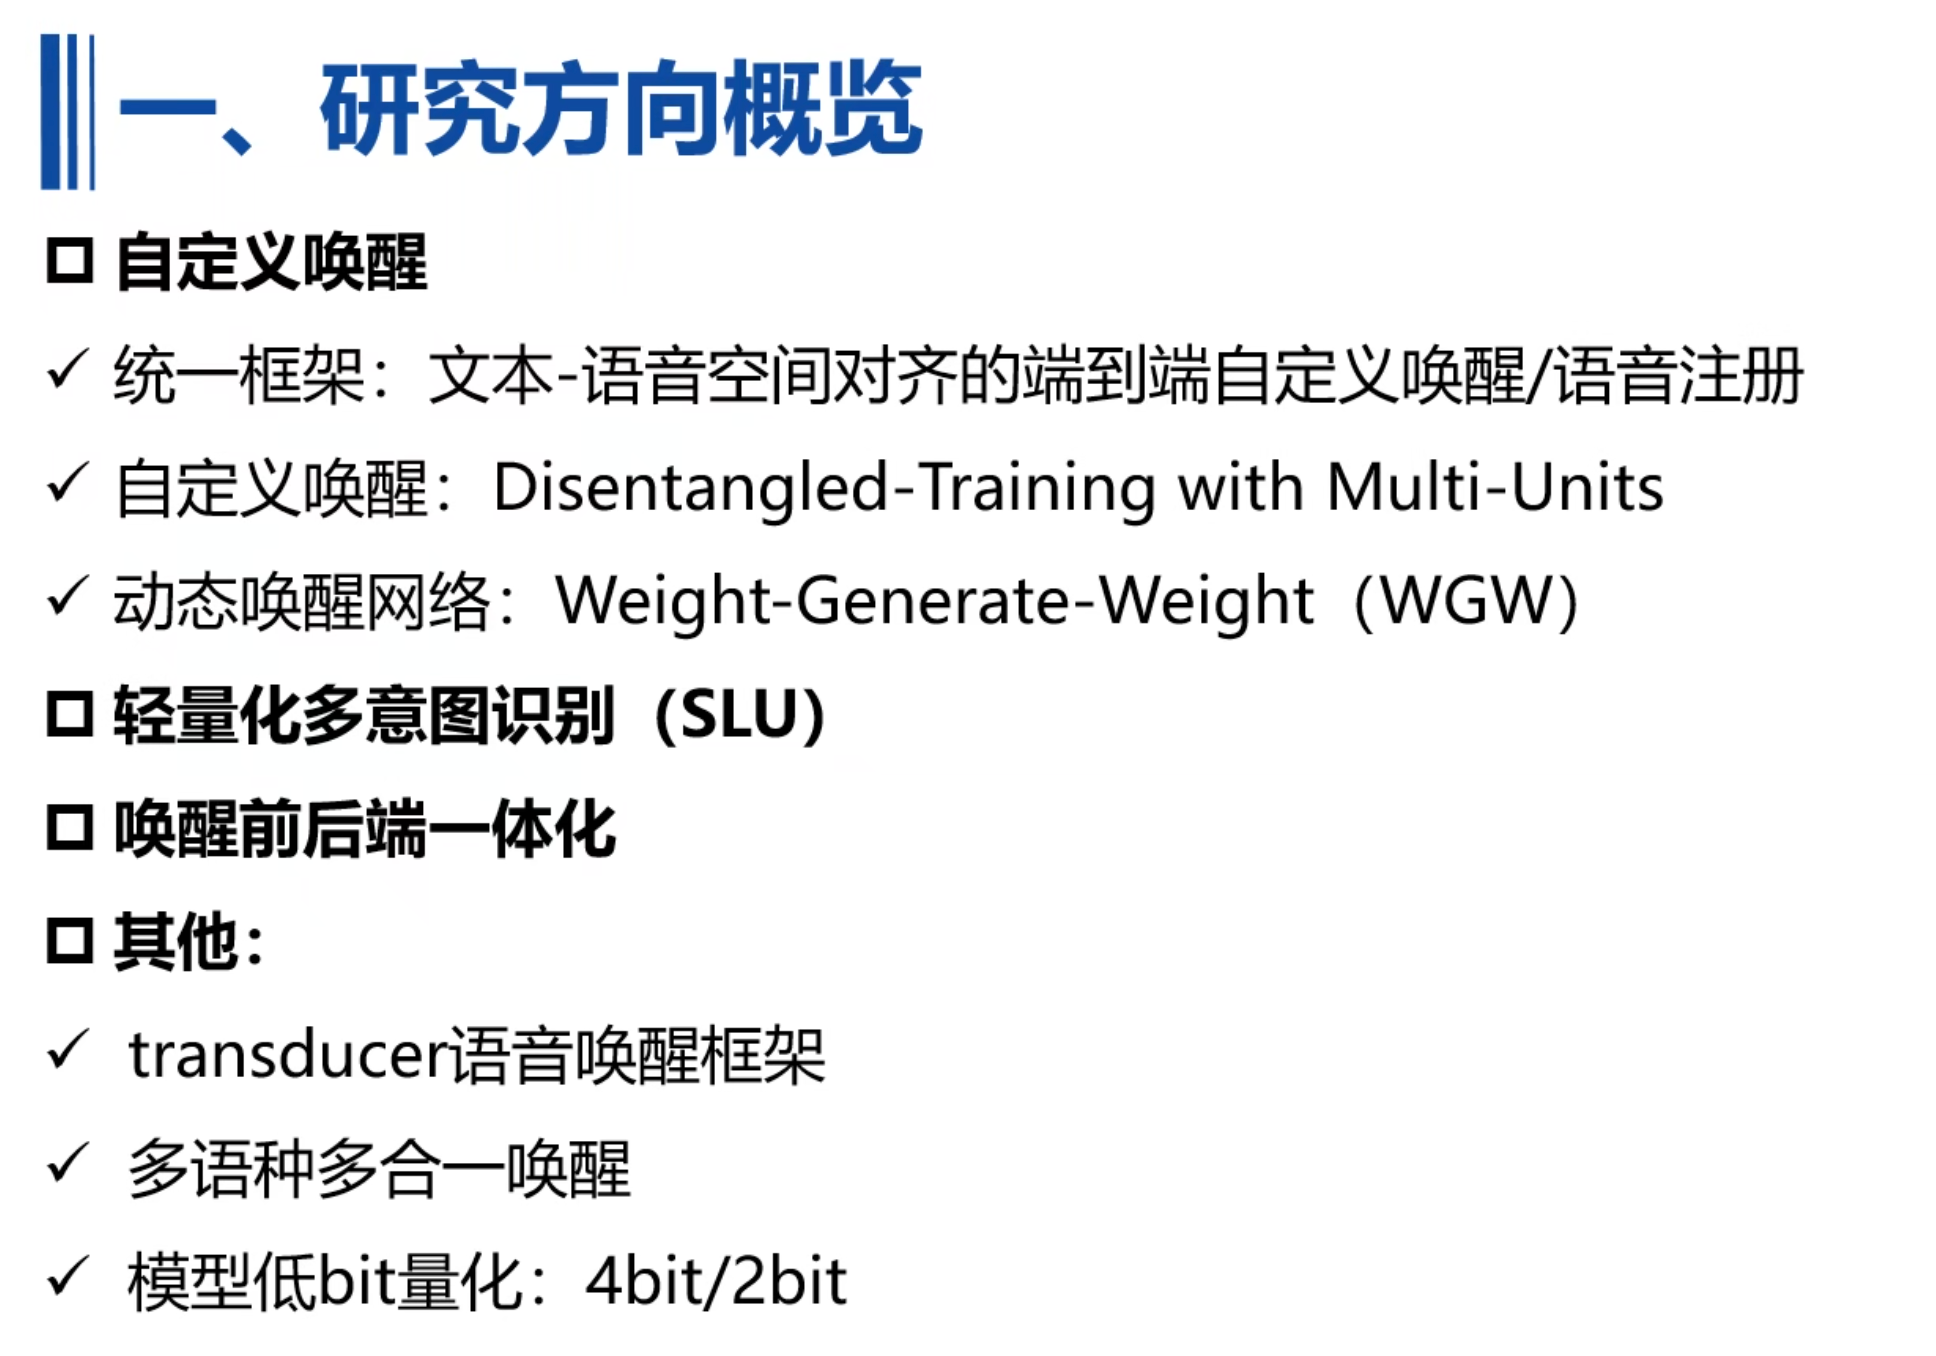 一、研究方向概览
自定义唤醒
统一框架：文本-语音空间对齐的端到端自定义唤醒/语音注册
自定义唤醒：Disentangled-Training with Multi-Units
动态唤醒网络：Weight-Generate-Weight（WGW）
轻量化多意图识别（SLU）
唤醒前后端一体化
其他：
transducer语音唤醒框架
多语种多合一唤醒
模型低bit量化：4bit/2bit